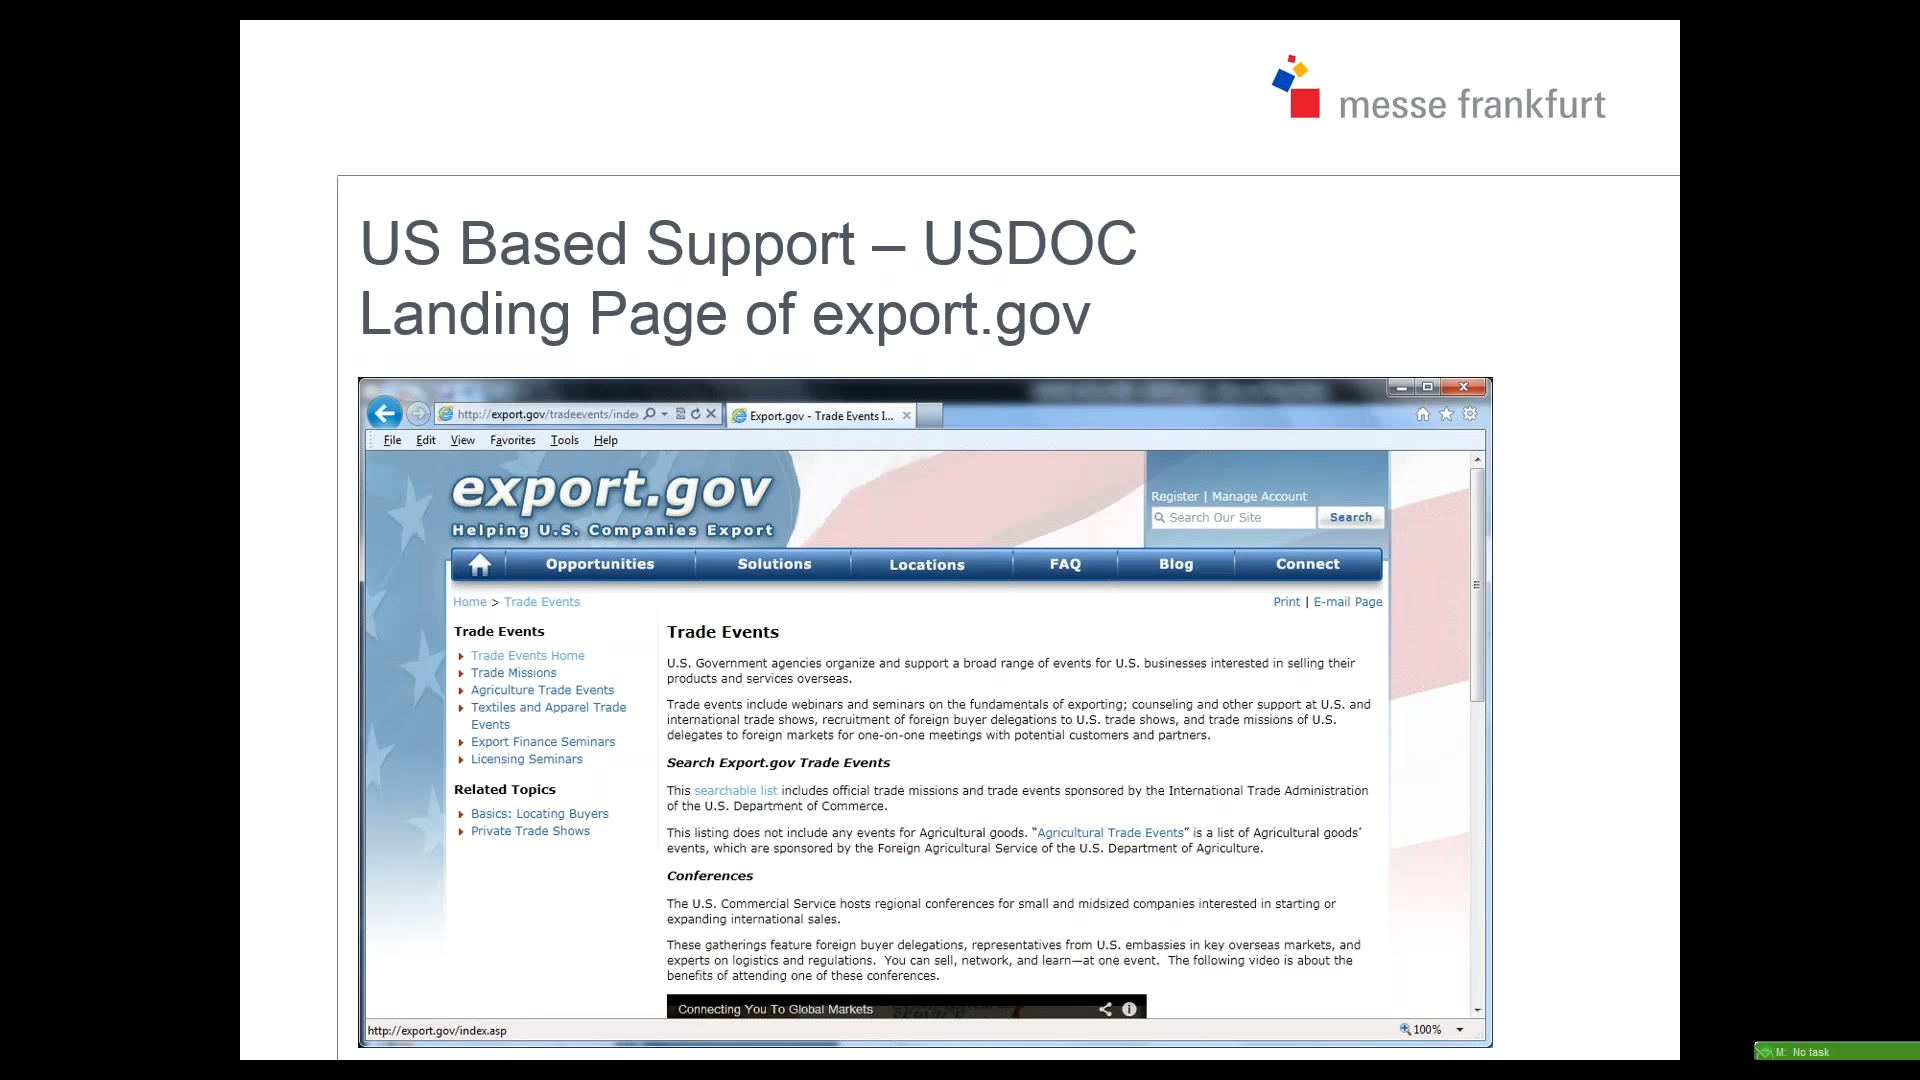 messe frankfurt
US Based Support – USDOC
Landing Page of export.gov
http://export.gov/tradeevents/inde
Export.gov - Trade Events I...
File Edit View Favorites Tools Help
export.gov
Helping U.S. Companies Export
Register | Manage Account
Search Our Site Search
Opportunities Solutions Locations FAQ Blog Connect
Home > Trade Events
Print | E-mail Page
Trade Events
Trade Events Home
Trade Missions
Agriculture Trade Events
Textiles and Apparel Trade
Events
Export Finance Seminars
Licensing Seminars
Related Topics
Basics: Locating Buyers
Private Trade Shows
Trade Events
U.S. Government agencies organize and support a broad range of events for U.S. businesses interested in selling their
products and services overseas.
Trade events include webinars and seminars on the fundamentals of exporting; counseling and other support at U.S. and
international trade shows, recruitment of foreign buyer delegations to U.S. trade shows, and trade missions of U.S.
delegates to foreign markets for one-on-one meetings with potential customers and partners.
Search Export.gov Trade Events
This searchable list includes official trade missions and trade events sponsored by the International Trade Administration
of the U.S. Department of Commerce.
This listing does not include any events for Agricultural goods. “Agricultural Trade Events” is a list of Agricultural goods’
events, which are sponsored by the Foreign Agricultural Service of the U.S. Department of Agriculture.
Conferences
The U.S. Commercial Service hosts regional conferences for small and midsized companies interested in starting or
expanding international sales.
These gatherings feature foreign buyer delegations, representatives from U.S. embassies in key overseas markets, and
experts on logistics and regulations. You can sell, network, and learn—at one event. The following video is about the
benefits of attending one of these conferences.
Connecting You To Global Markets
http://export.gov/index.asp
100%
M: No task